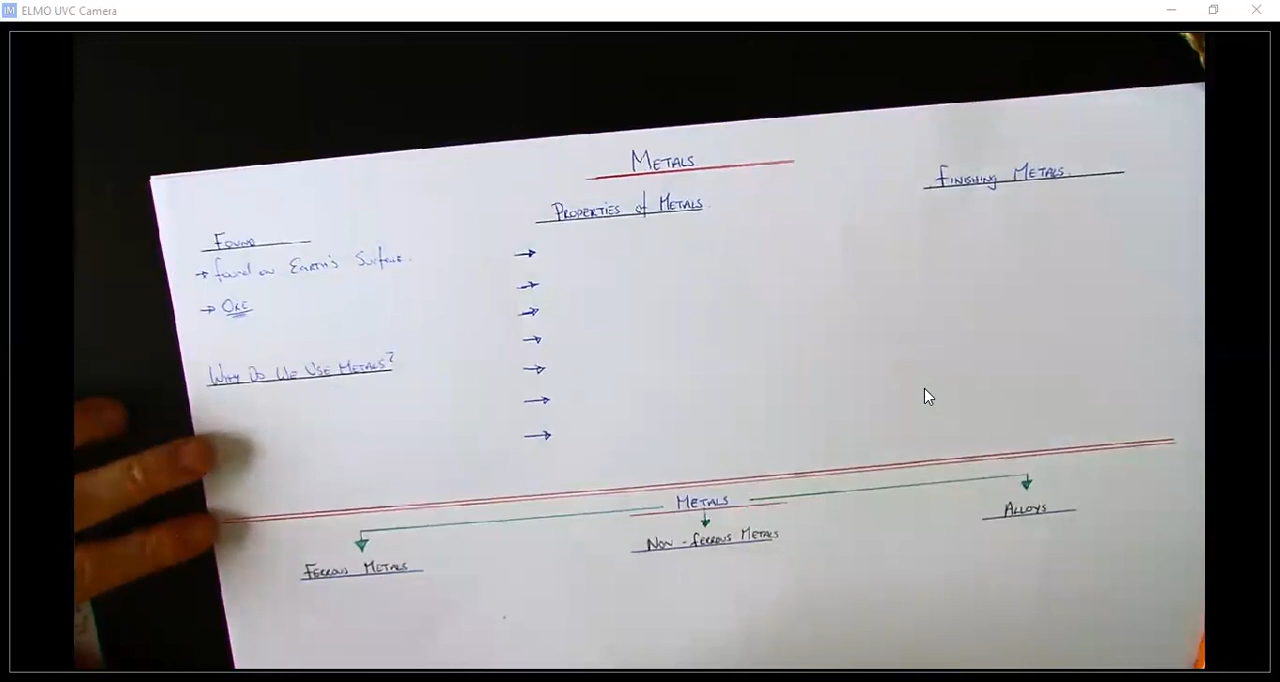 ELMO UVC Camera
METALS
FINISHING METALS.
PROPERTIES of METALS.
FOUND
→ found on EARTH's SURFACE.
→ ORE
WHY DO WE USE METALS?
→
→
→
→
→
→
→
METALS
FERROUS METALS
NON-FERROUS METALS
ALLOYS